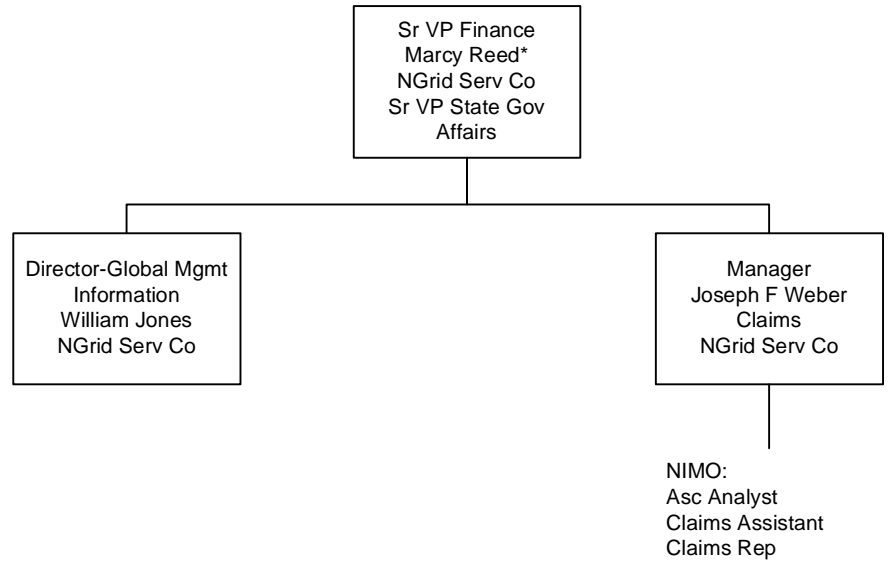 Sr VP Finance
Marcy Reed*
NGrid Serv Co
Sr VP State Gov
Affairs
Director-Global Mgmt
Information
William Jones
NGrid Serv Co
Manager
Joseph F Weber
Claims
NGrid Serv Co
NIMO:
Asc Analyst
Claims Assistant
Claims Rep